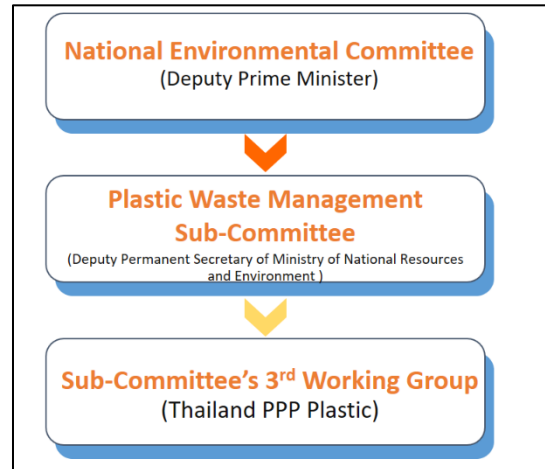 National Environmental Committee
(Deputy Prime Minister)
Plastic Waste Management
Sub-Committee
(Deputy Permanent Secretary of Ministry of National Resources
and Environment )
Sub-Committee's 3rd Working Group
(Thailand PPP Plastic)